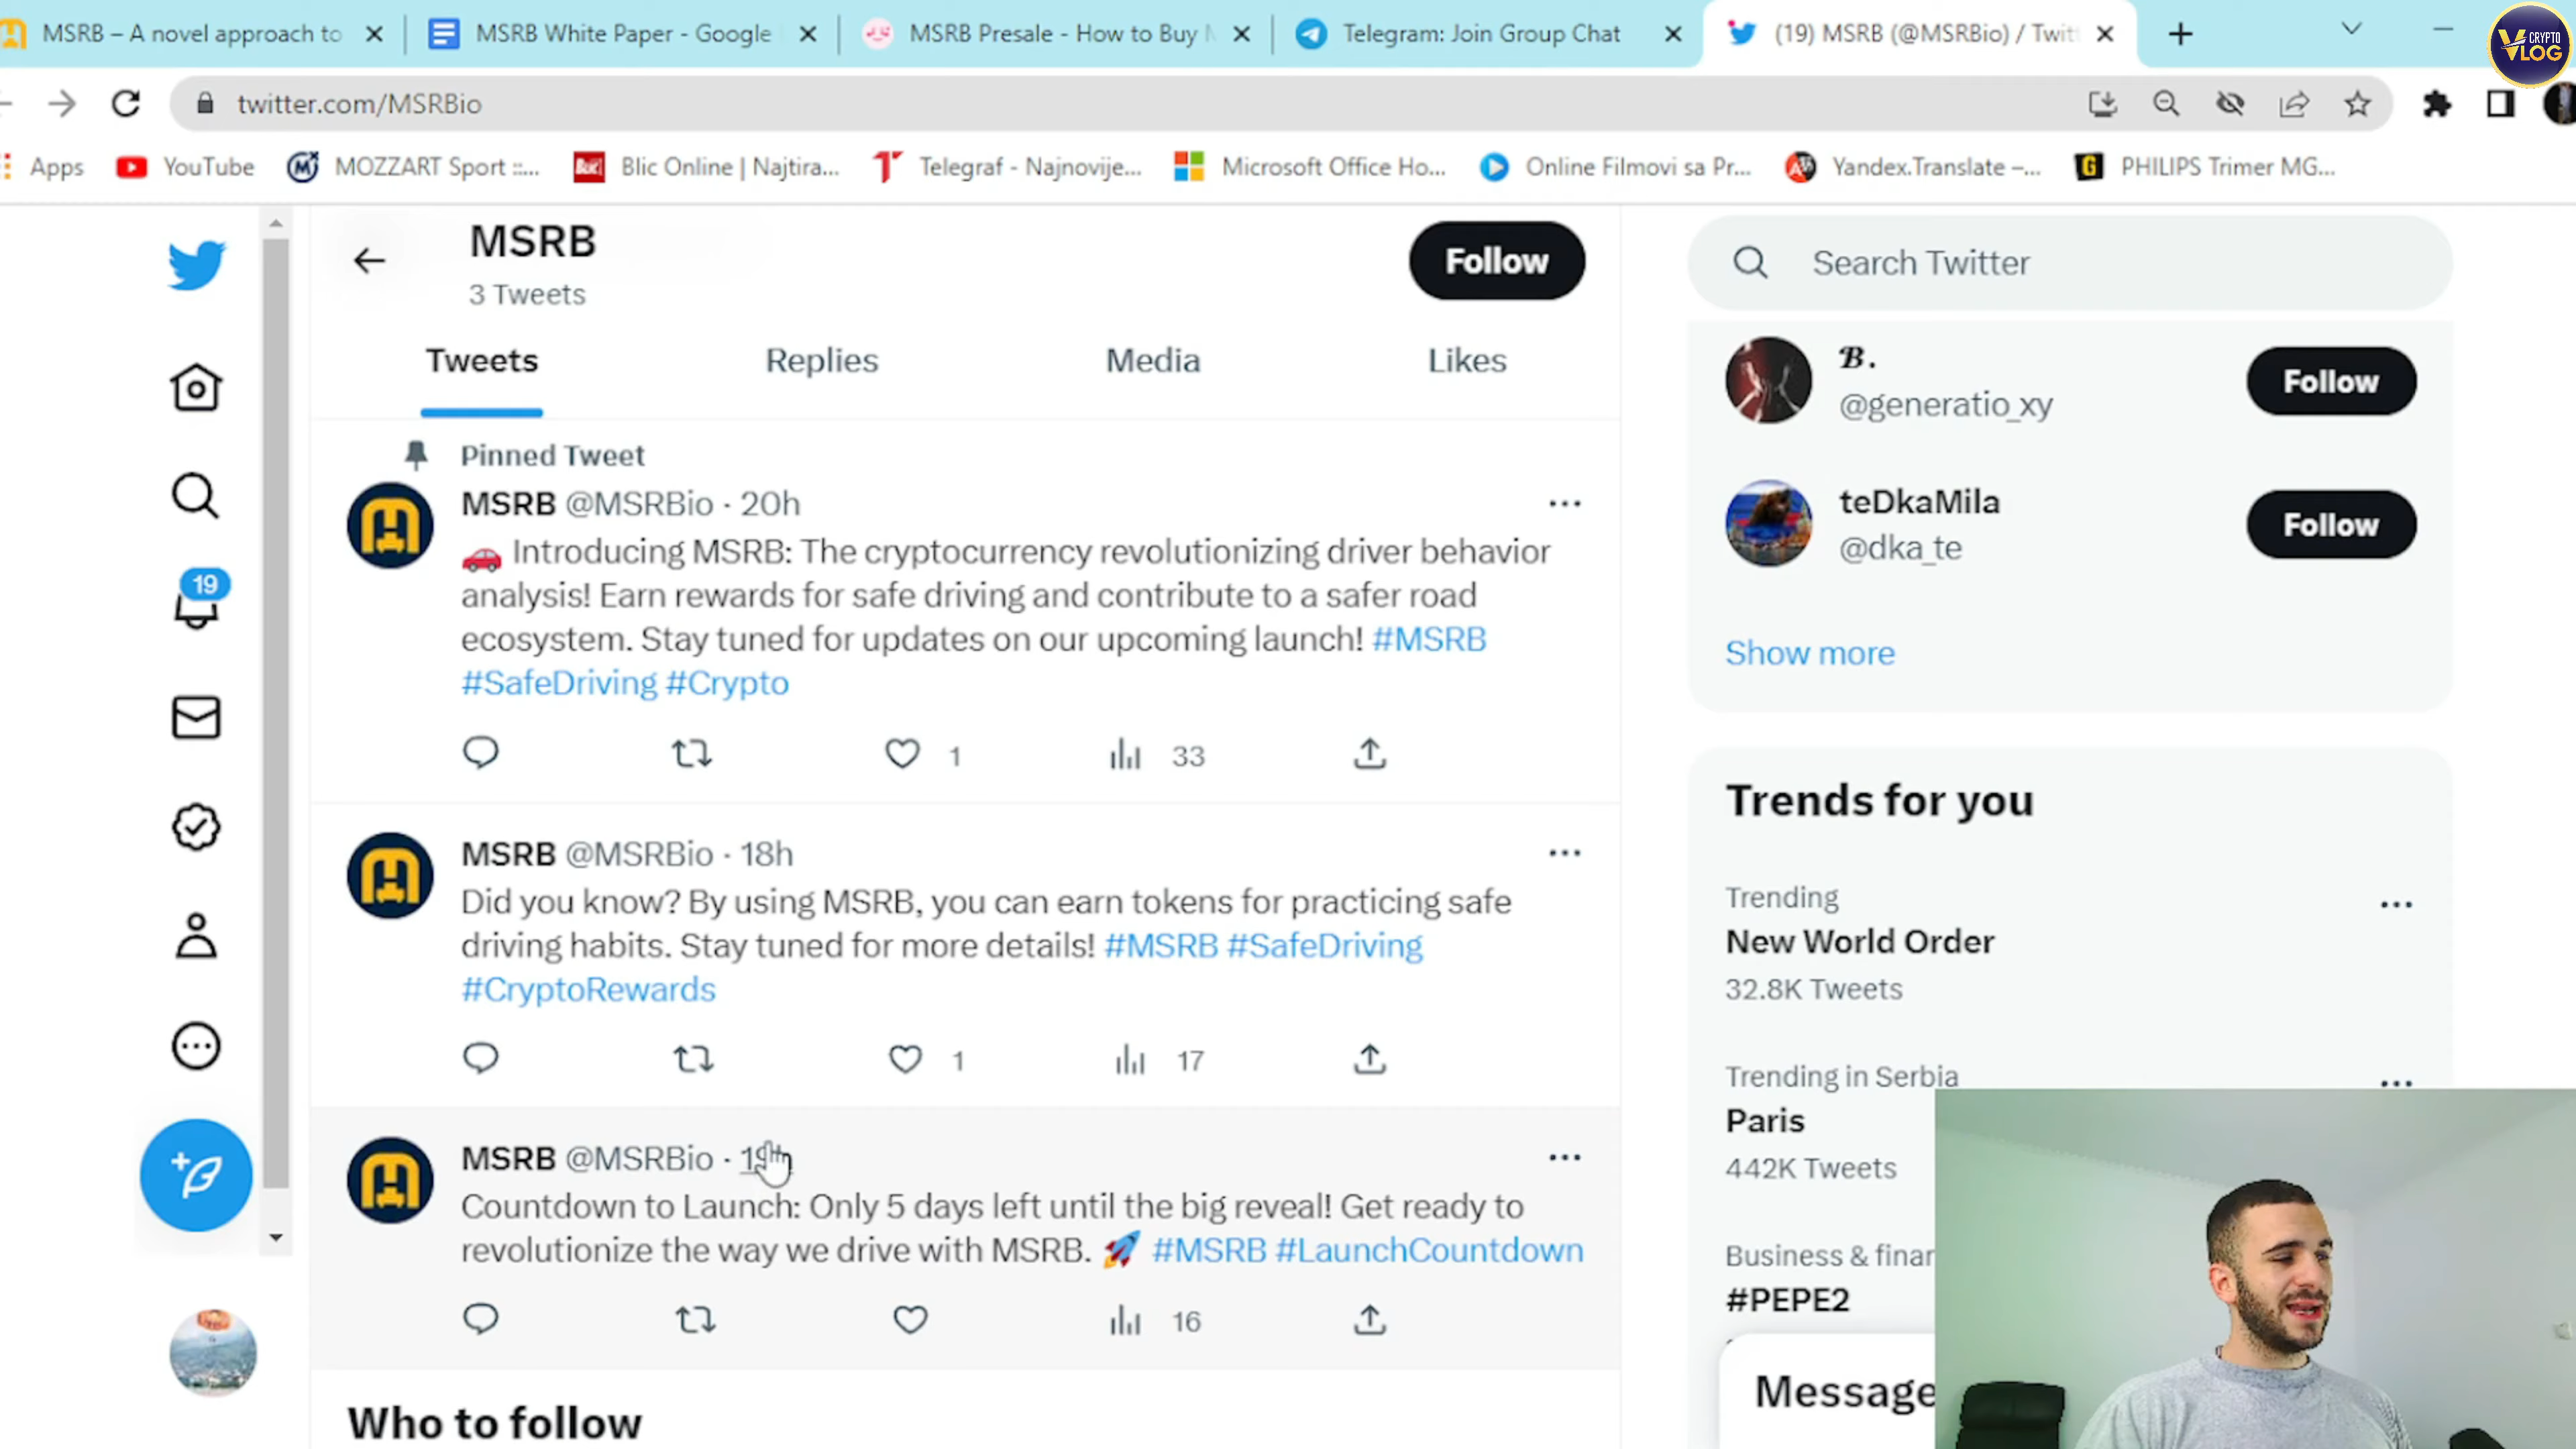 MSRB – A novel approach to
MSRB White Paper - Google
MSRB Presale - How to Buy
Telegram: Join Group Chat
(19) MSRB (@MSRBio) / Twit
CRYPTO
VLOG
twitter.com/MSRBio
Apps
YouTube
MOZZART Sport ::...
Blic Online | Najtira...
Telegraf - Najnovije...
Microsoft Office Ho...
Online Filmovi sa Pr...
Yandex.Translate –...
PHILIPS Trimer MG...
MSRB
3 Tweets
Follow
Search Twitter
Tweets
Replies
Media
Likes
B.
@generatio_xy
Follow
Pinned Tweet
MSRB @MSRBio · 20h
🚗 Introducing MSRB: The cryptocurrency revolutionizing driver behavior
analysis! Earn rewards for safe driving and contribute to a safer road
ecosystem. Stay tuned for updates on our upcoming launch! #MSRB
#SafeDriving #Crypto
1
33
teDkaMila
@dka_te
Follow
Show more
19
MSRB @MSRBio · 18h
Did you know? By using MSRB, you can earn tokens for practicing safe
driving habits. Stay tuned for more details! #MSRB #SafeDriving
#CryptoRewards
1
17
Trends for you
Trending
New World Order
32.8K Tweets
Trending in Serbia
Paris
442K Tweets
MSRB @MSRBio ·
Countdown to Launch: Only 5 days left until the big reveal! Get ready to
revolutionize the way we drive with MSRB. 🚀 #MSRB #LaunchCountdown
16
Business & finan
#PEPE2
Message
Who to follow